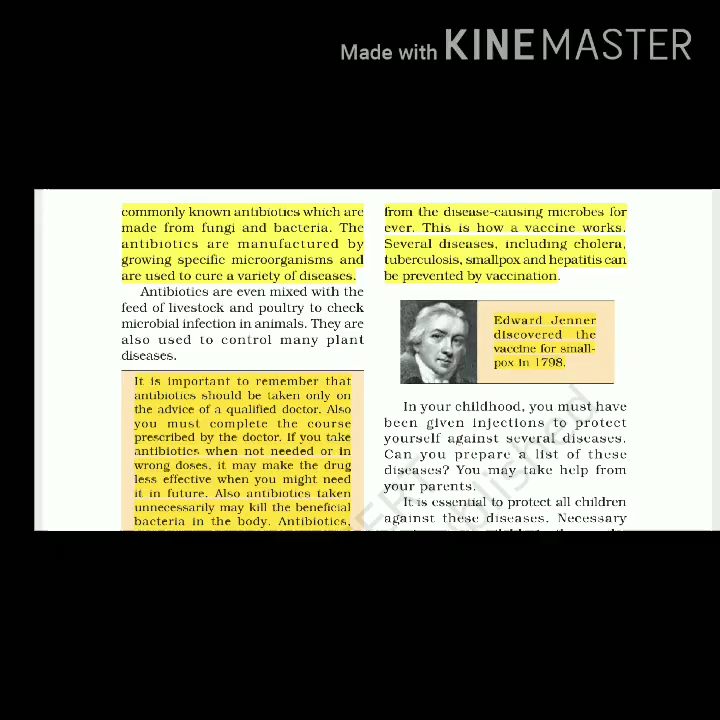 Made with KINEMASTER
commonly known antibiotics which are
made from fungi and bacteria. The
antibiotics are manufactured by
growing specific microorganisms and
are used to cure a variety of diseases.
Antibiotics are even mixed with the
feed of livestock and poultry to check
microbial infection in animals. They are
also used to control many plant
diseases.
It is important to remember that
antibiotics should be taken only on
the advice of a qualified doctor. Also
you must complete the course
prescribed by the doctor. If you take
antibiotics when not needed or in
wrong doses, it may make the drug
less effective when you might need
it in future. Also antibiotics taken
unnecessarily may kill the beneficial
bacteria in the body. Antibiotics,
from the disease-causing microbes for
ever. This is how a vaccine works.
Several diseases, including cholera,
tuberculosis, smallpox and hepatitis can
be prevented by vaccination.
Edward Jenner
discovered the
vaccine for small-
pox in 1798.
In your childhood, you must have
been given injections to protect
yourself against several diseases.
Can you prepare a list of these
diseases? You may take help from
your parents.
It is essential to protect all children
against these diseases. Necessary